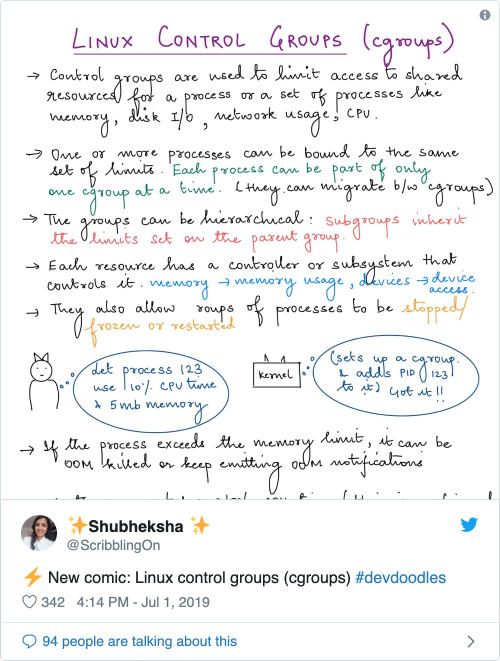 LINUX CONTROL GROUPS (cgroups)
→ Control groups are used to limit access to shared
resources for a process or a set of processes like
memory, disk I/O, network usage, CPU.
→ One or more processes can be bound to the same
set of limits. Each process can be part of only
one cgroup at a time. (they can migrate b/w cgroups)
→ The groups can be hierarchical: subgroups inherit
the limits set on the parent group.
→ Each resource has a controller or subsystem that
controls it. memory → memory usage, devices → device
access.
→ They also allow roups of processes to be stopped/
frozen or restarted
let process 123
use 10% CPU time
& 5mb memory
kernel
(sets up a cgroup
& adds PID 123
to it) Got it!!
→ If the process exceeds the memory limit, it can be
OOM killed or keep emitting OOM notifications
✨Shubheksha ✨
@ScribblingOn
⚡ New comic: Linux control groups (cgroups) #devdoodles
342 4:14 PM - Jul 1, 2019
94 people are talking about this